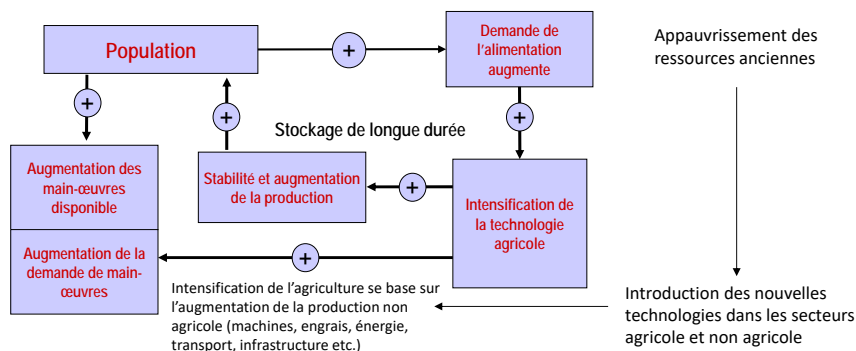 Population
+
Demande de
l'alimentation
augmente
Appauvrissement des
ressources anciennes
+
+
+
Stockage de longue durée
Augmentation des
main-œuvres
disponible
Stabilité et augmentation
de la production
+
Intensification de
la technologie
agricole
Augmentation de la
demande de main-
œuvres
+
Intensification de l'agriculture se base sur
l'augmentation de la production non
agricole (machines, engrais, énergie,
transport, infrastructure etc.)
Introduction des nouvelles
technologies dans les secteurs
agricole et non agricole